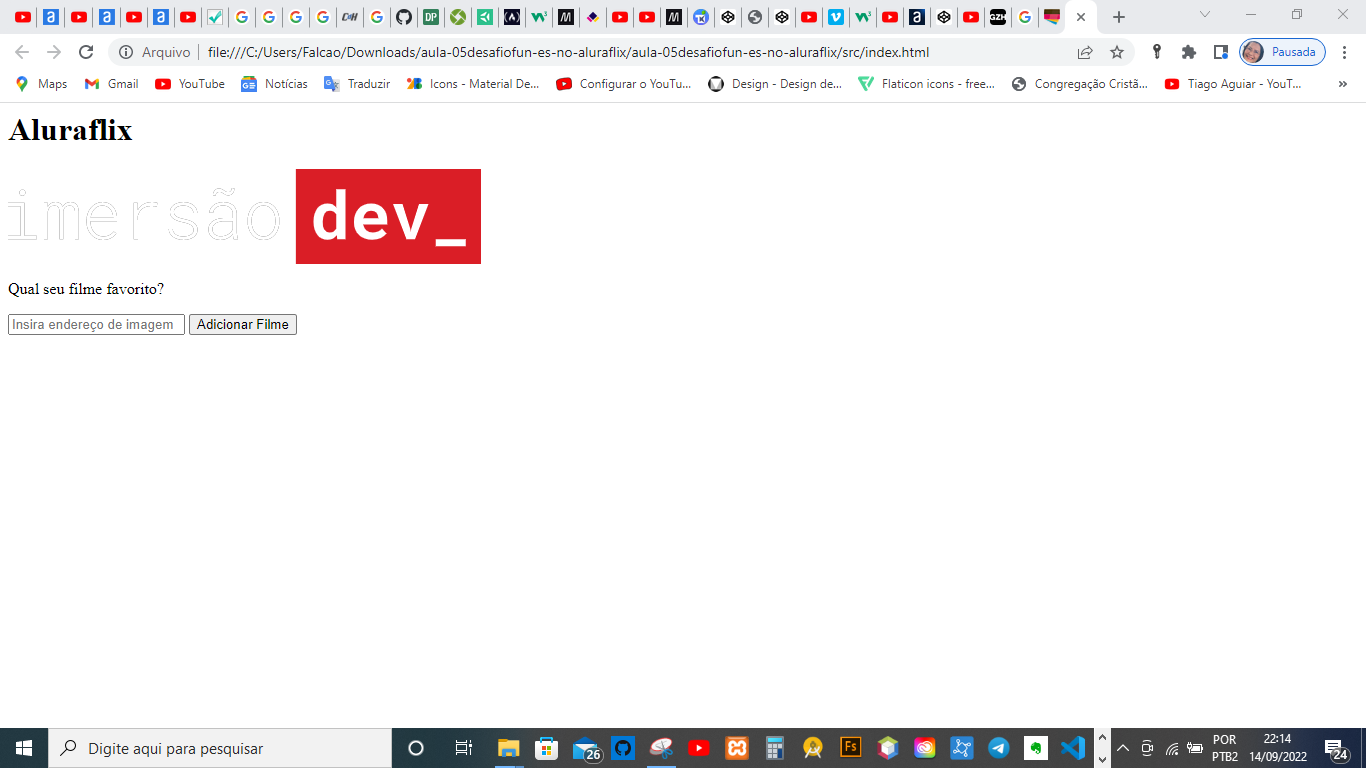 Arquivo
file:///C:/Users/Falcao/Downloads/aula-05desafiofun-es-no-aluraflix/aula-05desafiofun-es-no-aluraflix/src/index.html
Pausada
Maps
Gmail
YouTube
Notícias
Traduzir
Icons - Material De...
Configurar o YouTu...
Design - Design de...
Flaticon icons - free...
Congregação Cristã...
Tiago Aguiar - YouT...
Aluraflix
imersão dev_
Qual seu filme favorito?
Insira endereço de imagem
Adicionar Filme
Digite aqui para pesquisar
26
Fs
POR
PTB2
22:14
14/09/2022
24